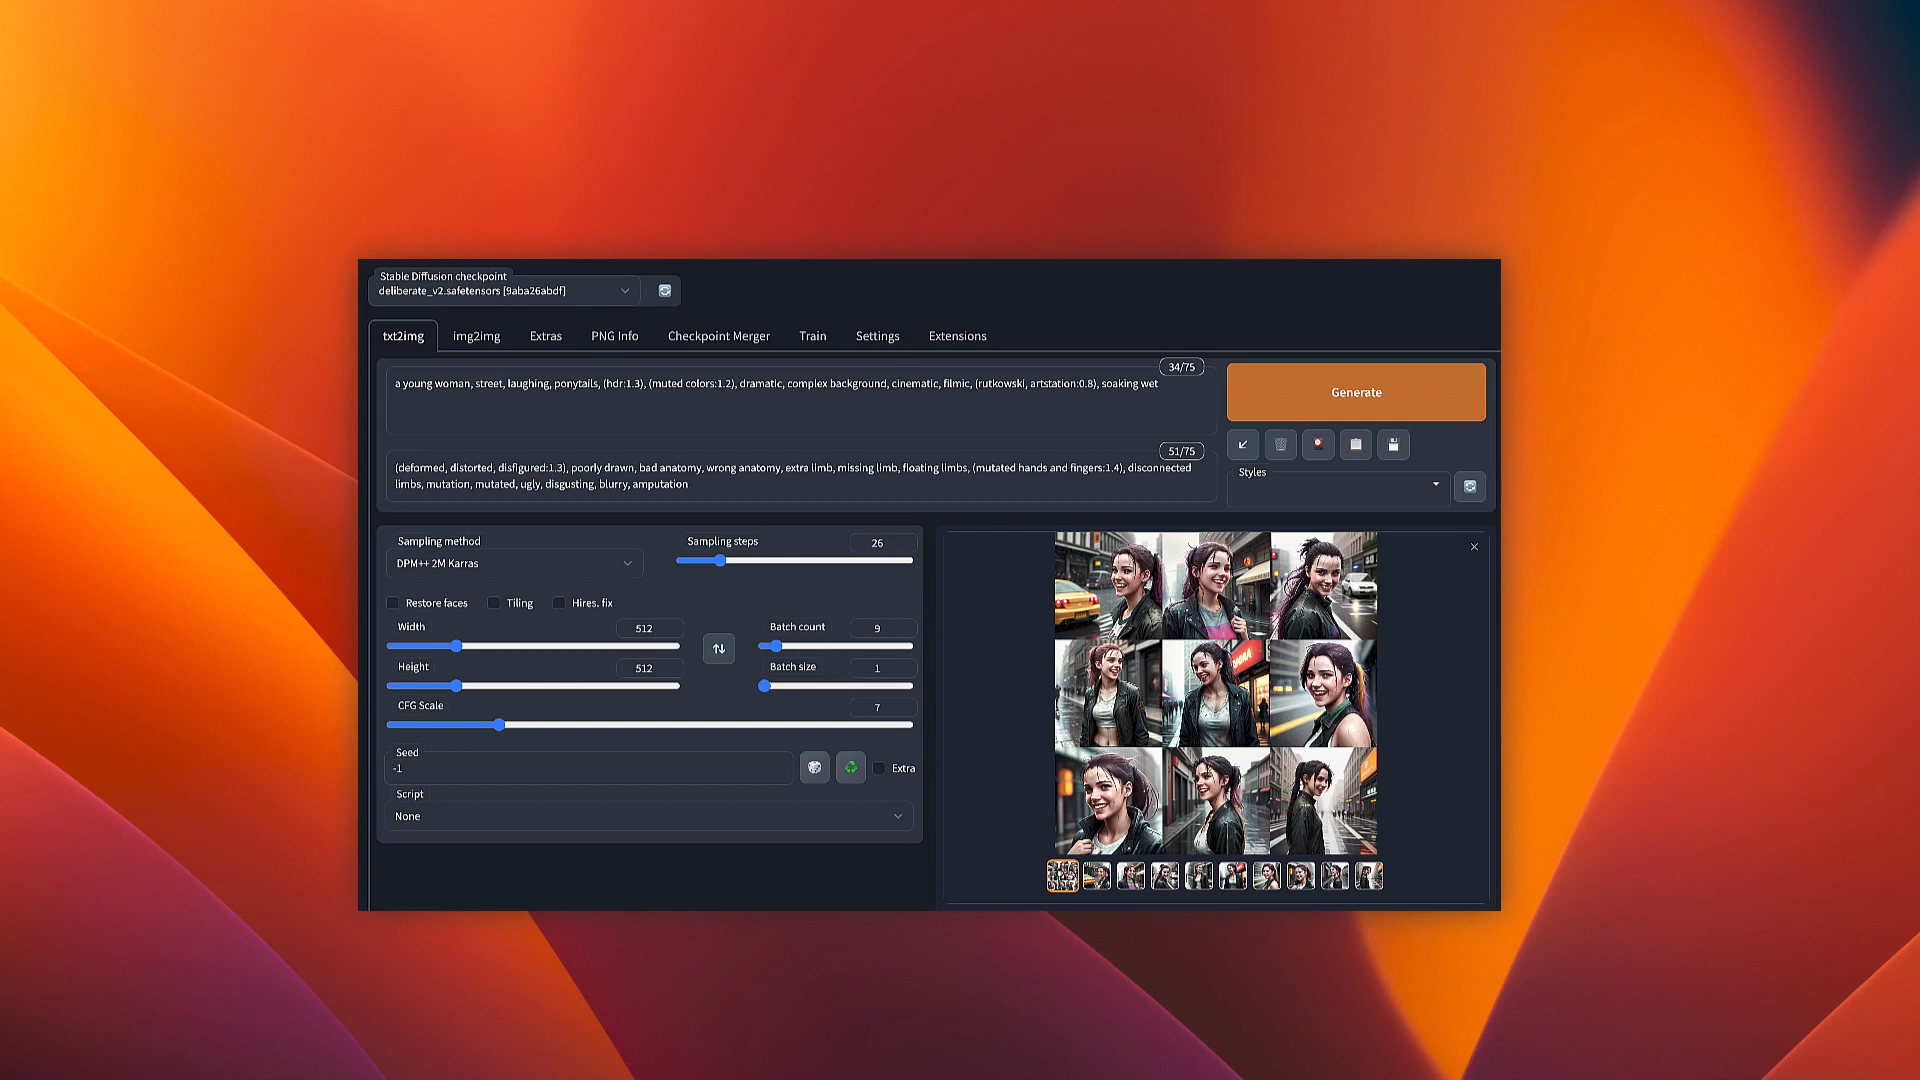 Stable Diffusion checkpoint
deliberate_v2.safetensors [9aba26abdf]
txt2img img2img Extras PNG Info Checkpoint Merger Train Settings Extensions
34/75
a young woman, street, laughing, ponytails, (hdr:1.3), (muted colors:1.2), dramatic, complex background, cinematic, filmic, (rutkowski, artstation:0.8), soaking wet
Generate
51/75
(deformed, distorted, disfigured:1.3), poorly drawn, bad anatomy, wrong anatomy, extra limb, missing limb, floating limbs, (mutated hands and fingers:1.4), disconnected
limbs, mutation, mutated, ugly, disgusting, blurry, amputation
Styles
Sampling method
DPM++ 2M Karras
Sampling steps 26
Restore faces Tiling Hires. fix
Width 512
Batch count 9
Height 512
Batch size 1
CFG Scale 7
Seed
-1
Extra
Script
None